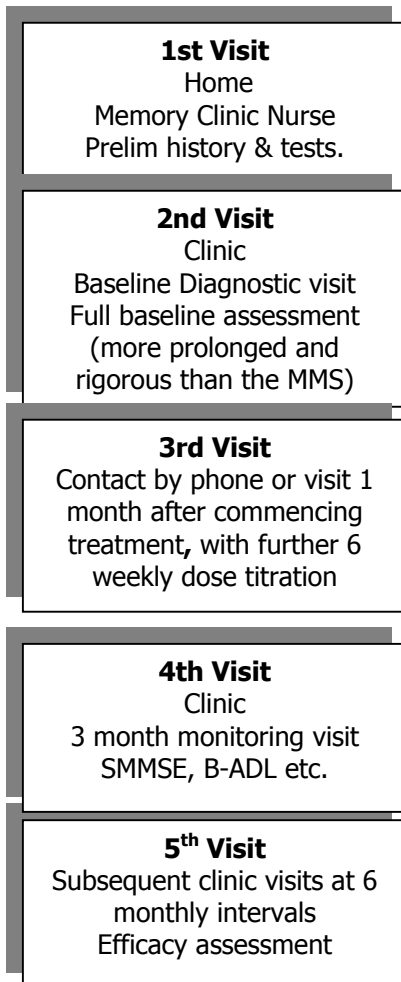 1st Visit
Home
Memory Clinic Nurse
Prelim history & tests.
2nd Visit
Clinic
Baseline Diagnostic visit
Full baseline assessment
(more prolonged and
rigorous than the MMS)
3rd Visit
Contact by phone or visit 1
month after commencing
treatment, with further 6
weekly dose titration
4th Visit
Clinic
3 month monitoring visit
SMMSE, B-ADL etc.
5th Visit
Subsequent clinic visits at 6
monthly intervals
Efficacy assessment